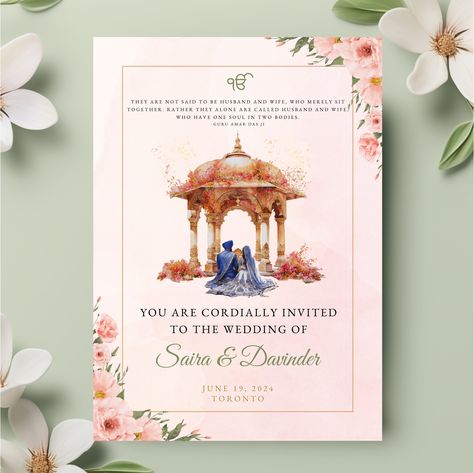 ੴ
THEY ARE NOT SAID TO BE HUSBAND AND WIFE, WHO MERELY SIT
TOGETHER. RATHER THEY ALONE ARE CALLED HUSBAND AND WIFE,
WHO HAVE ONE SOUL IN TWO BODIES.
- GURU AMAR DAS JI
YOU ARE CORDIALLY INVITED
TO THE WEDDING OF
Saira & Davinder
JUNE 19, 2024
TORONTO